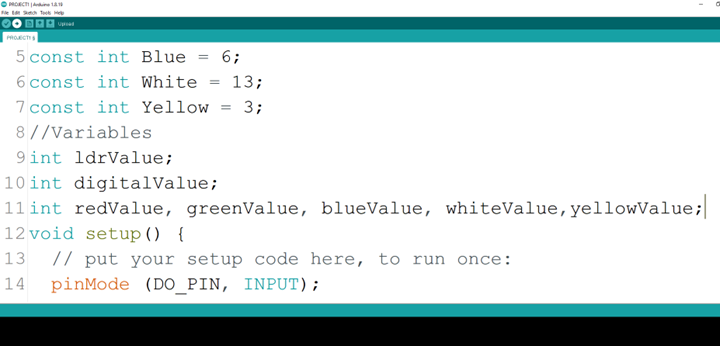 PROJECT1 | Arduino 1.8.19
File Edit Sketch Tools Help
Upload
PROJECT1 §
5 const int Blue = 6;
6 const int White = 13;
7 const int Yellow = 3;
8 //Variables
9 int ldrValue;
10 int digitalValue;
11 int redValue, greenValue, blueValue, whiteValue,yellowValue;
12 void setup() {
13 // put your setup code here, to run once:
14 pinMode (DO_PIN, INPUT);